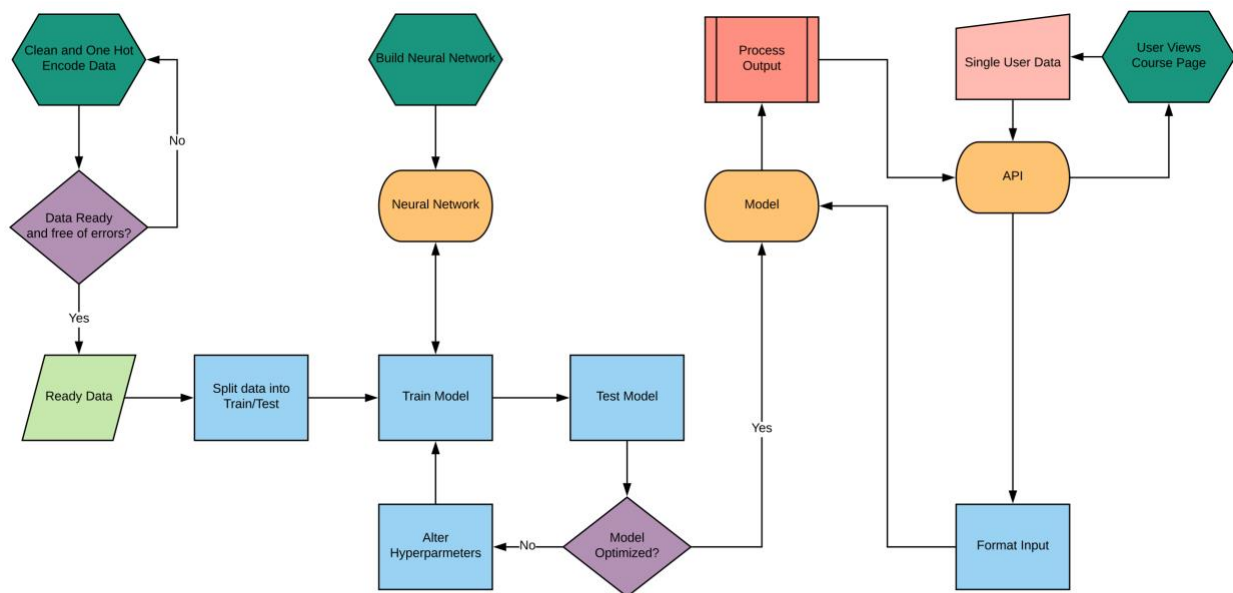 Clean and One Hot
Encode Data
No
Data Ready
and free of errors?
Yes
Ready Data
Split data into
Train/Test
Build Neural Network
Neural Network
Train Model
Test Model
Alter
Hyperparmeters
No
Model
Optimized?
Yes
Process
Output
Model
Single User Data
User Views
Course Page
API
Format Input